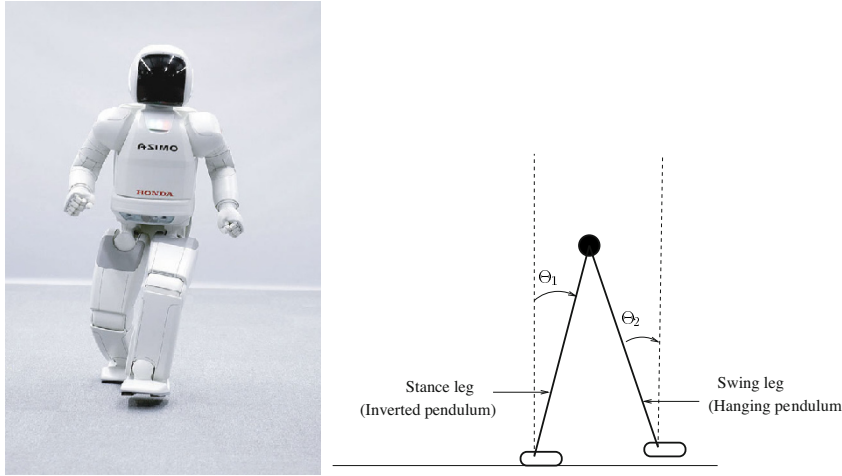 ASIMO
HONDA
Θ1
Θ2
Stance leg
(Inverted pendulum)
Swing leg
(Hanging pendulum